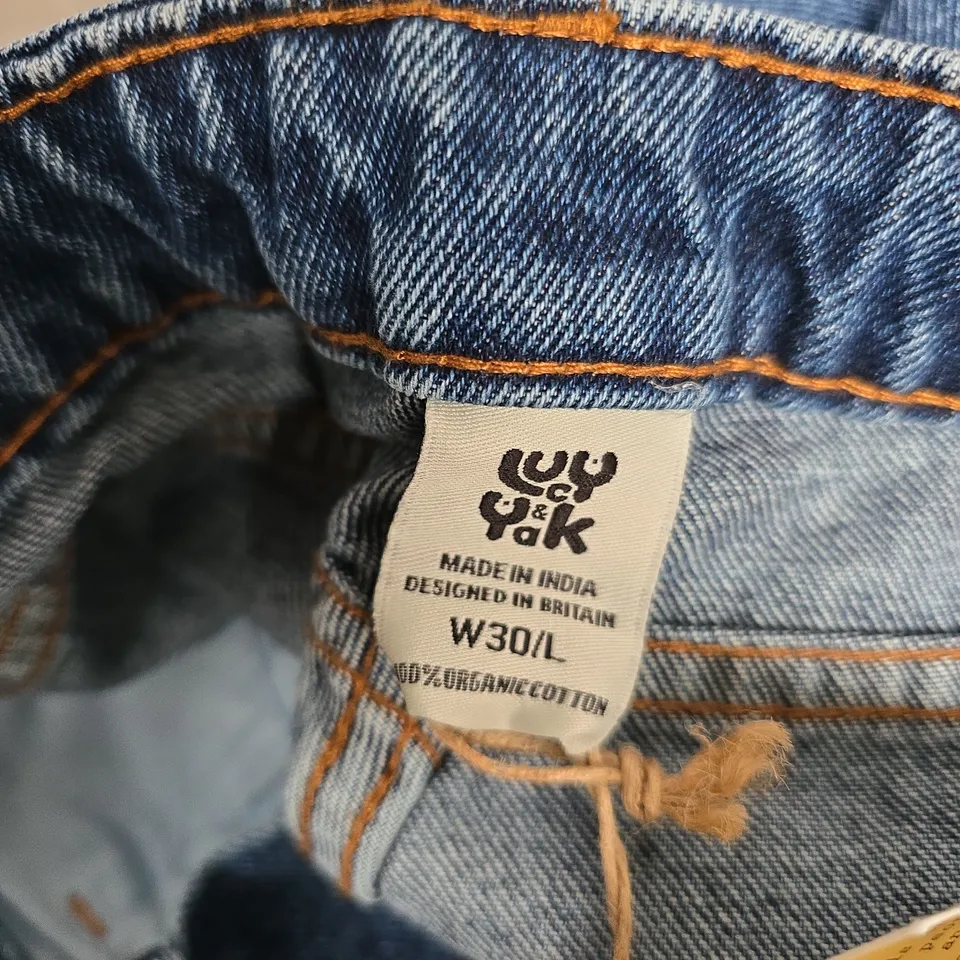 LUCY
&
YaK
MADE IN INDIA
DESIGNED IN BRITAIN
W30/L
100% ORGANIC COTTON